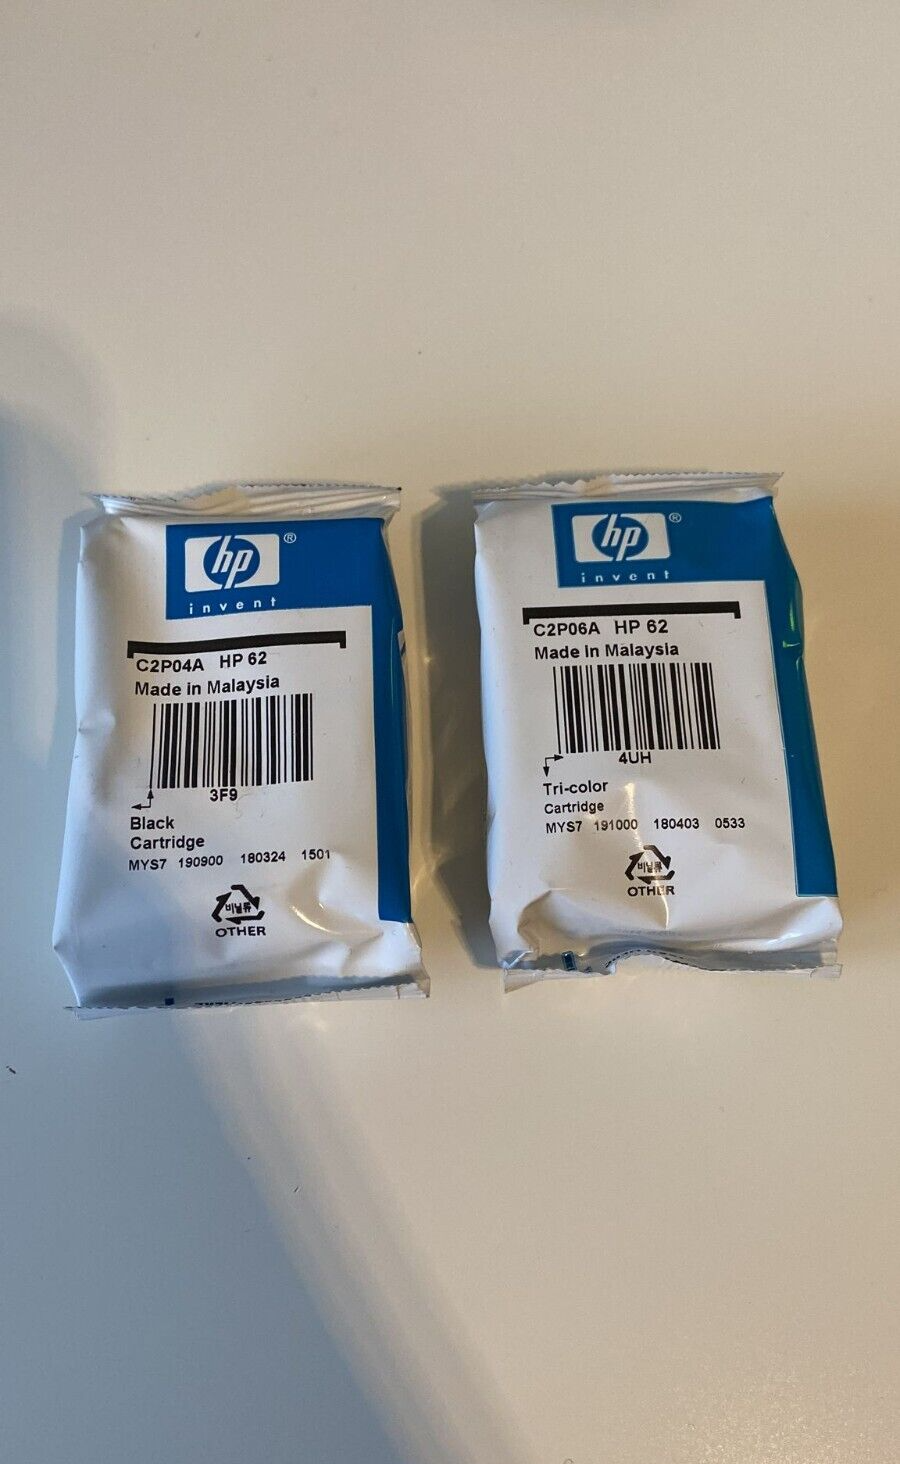 hp ®
invent
C2P04A HP 62
Made in Malaysia
3F9
Black
Cartridge
MYS7 190900 180324 1501
비닐류
OTHER
hp ®
invent
C2P06A HP 62
Made in Malaysia
4UH
Tri-color
Cartridge
MYS7 191000 180403 0533
비닐류
OTHER